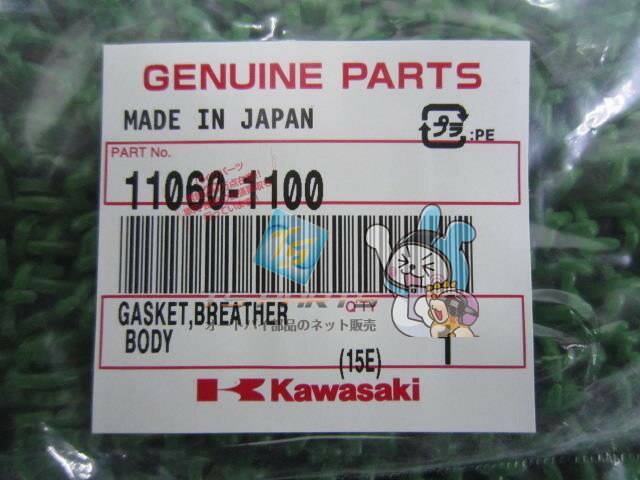 GENUINE PARTS
MADE IN JAPAN
プラ :PE
PART No.
11060-1100
GASKET,BREATHER
Q'TY
オートバイ部品のネット販売
BODY
1
(15E)
Kawasaki